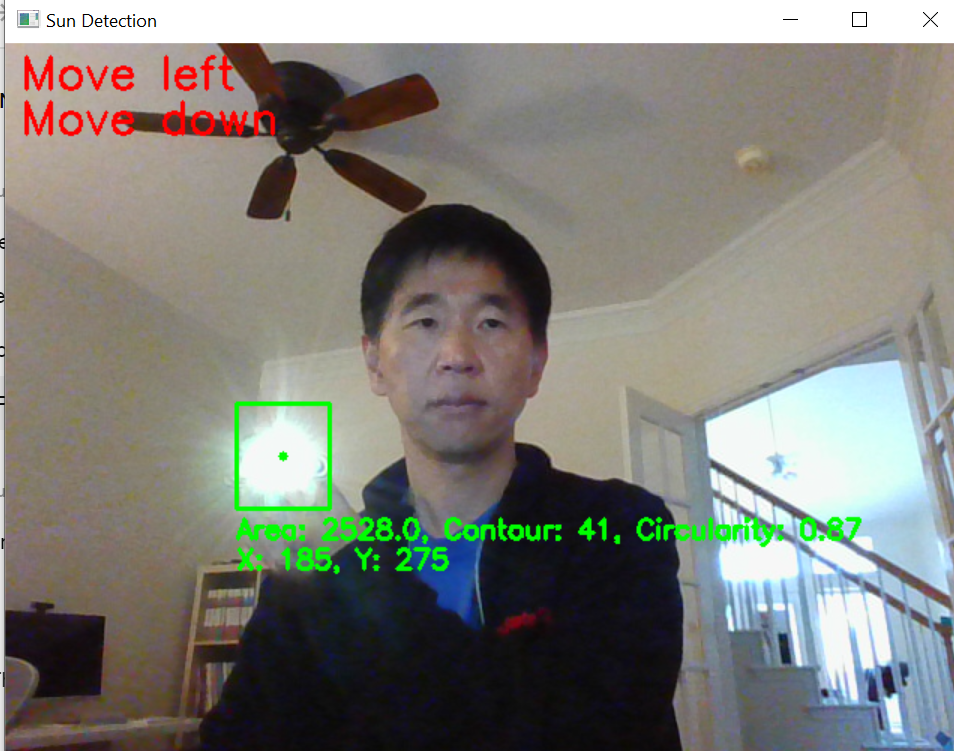 Sun Detection
Move left
Move down
Area: 2528.0, Contour: 41, Circularity: 0.87
X: 185, Y: 275